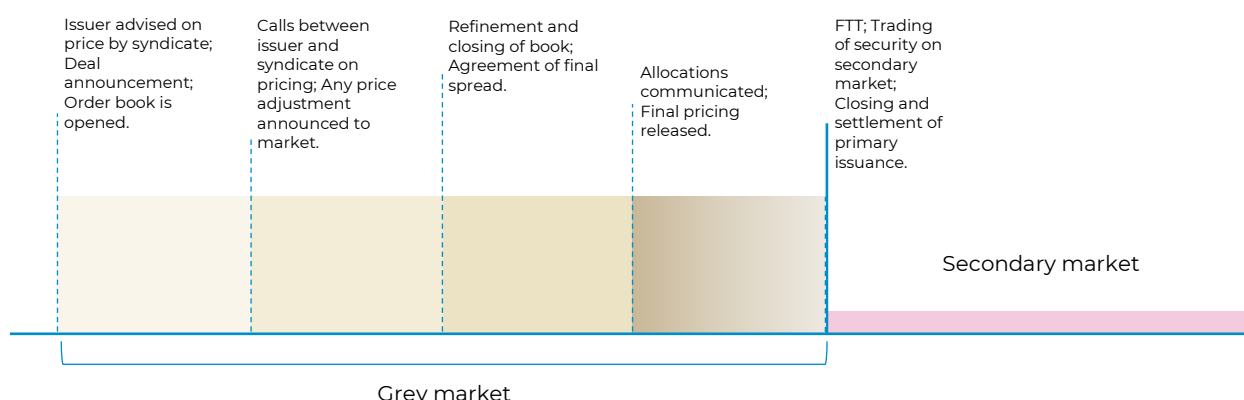 Issuer advised on
price by syndicate;
Deal
announcement;
Order book is
opened.
Calls between
issuer and
syndicate on
pricing; Any price
adjustment
announced to
market.
Refinement and
closing of book;
Agreement of final
spread.
Allocations
communicated;
Final pricing
released.
FTT; Trading
of security on
secondary
market;
Closing and
settlement of
primary
issuance.
Secondary market
Grey market